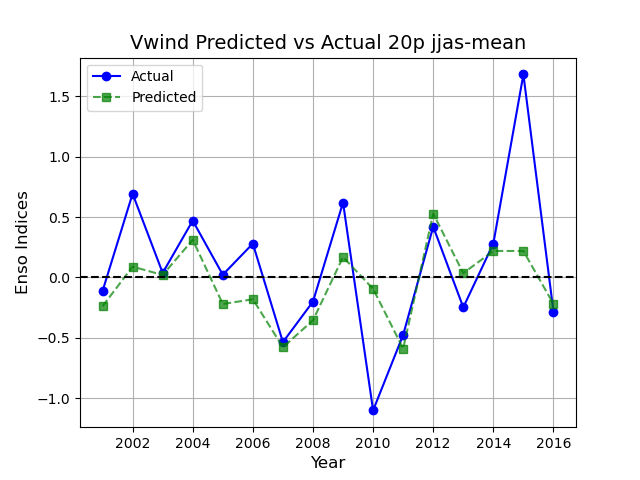 Vwind Predicted vs Actual 20p jjas-mean
Actual
Predicted
1.5
1.0
0.5
0.0
−0.5
−1.0
Enso Indices
2002 2004 2006 2008 2010 2012 2014 2016
Year